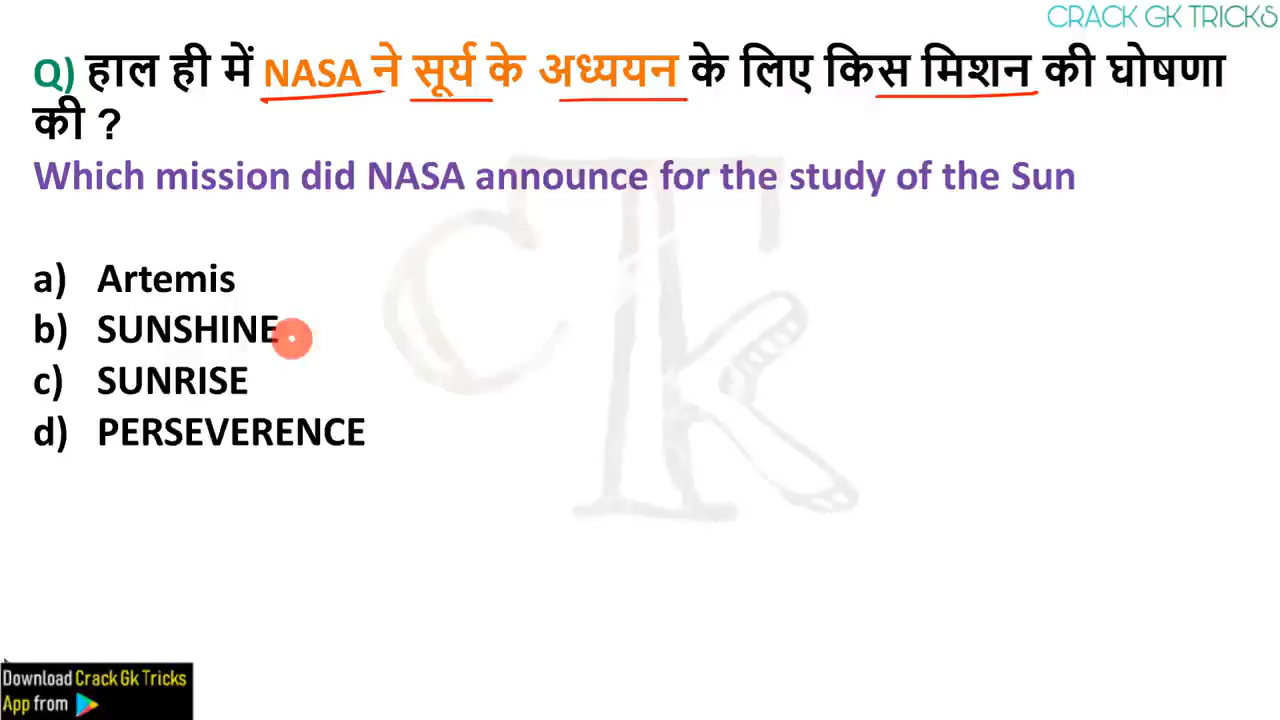 CRACK GK TRICKS
Q) हाल ही में NASA ने सूर्य के अध्ययन के लिए किस मिशन की घोषणा
की ?
Which mission did NASA announce for the study of the Sun
a) Artemis
b) SUNSHINE
c) SUNRISE
d) PERSEVERENCE
CTk
Download Crack Gk Tricks
App from